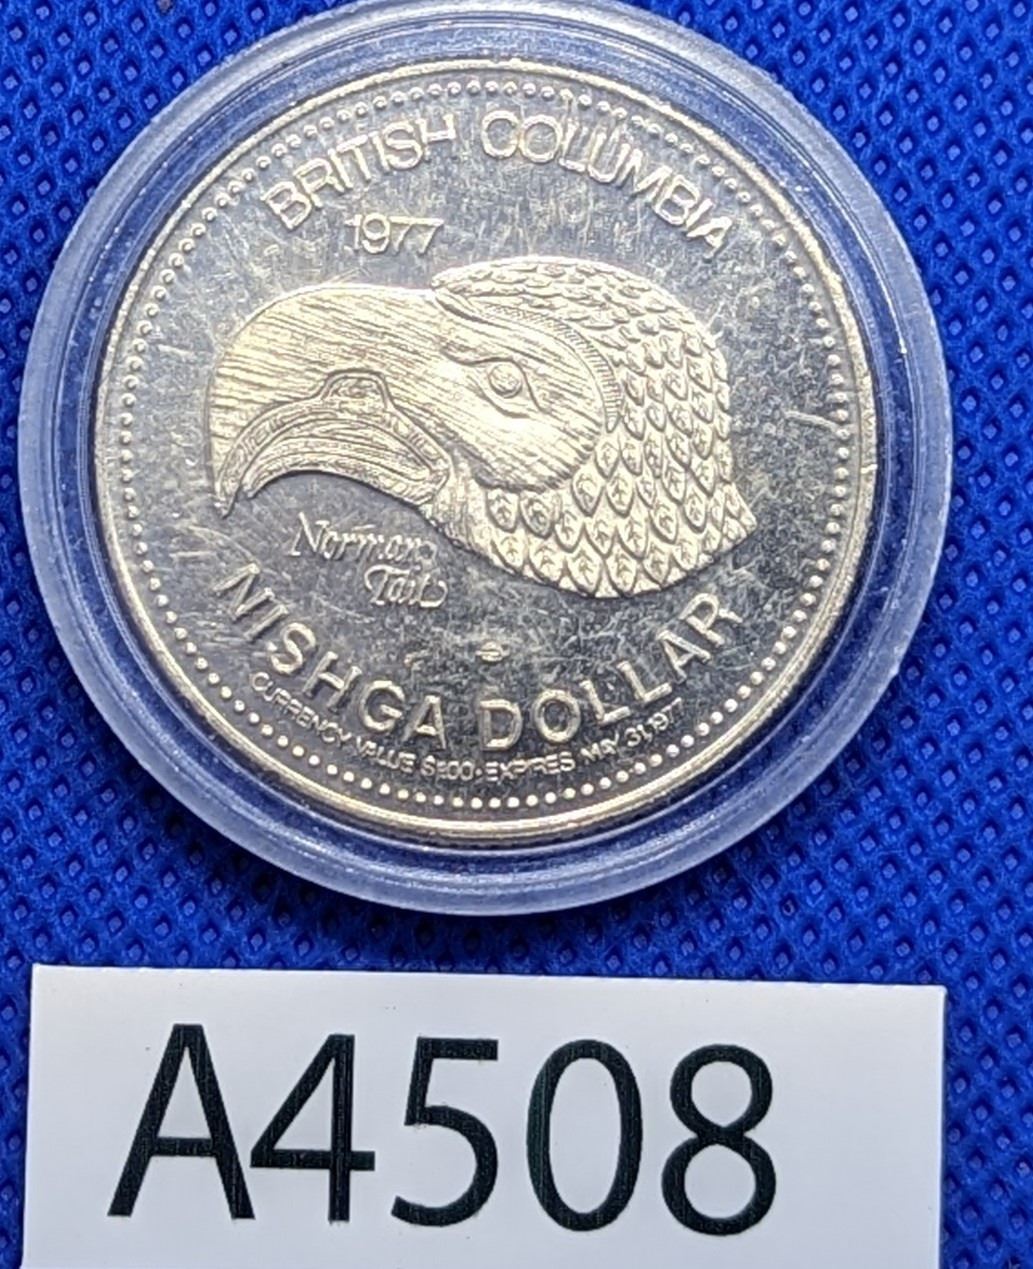 BRITISH COLUMBIA
1977
Norman
Tait
NISHGA DOLLAR
CURRENCY VALUE $1.00 • EXPIRES MAY 31, 1977
A4508